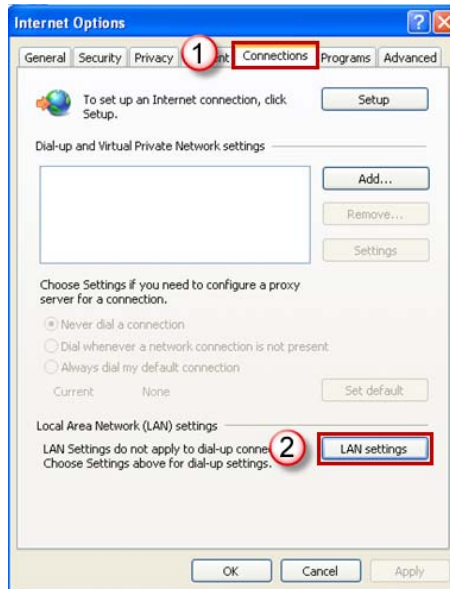 Internet Options
General Security Privacy 1 nt Connections Programs Advanced
To set up an Internet connection, click
Setup.
Setup
Dial-up and Virtual Private Network settings
Add...
Remove...
Settings
Choose Settings if you need to configure a proxy
server for a connection.
Never dial a connection
Dial whenever a network connection is not present
Always dial my default connection
Current None
Set default
Local Area Network (LAN) settings
LAN Settings do not apply to dial-up conne 2
Choose Settings above for dial-up settings.
LAN settings
OK Cancel Apply